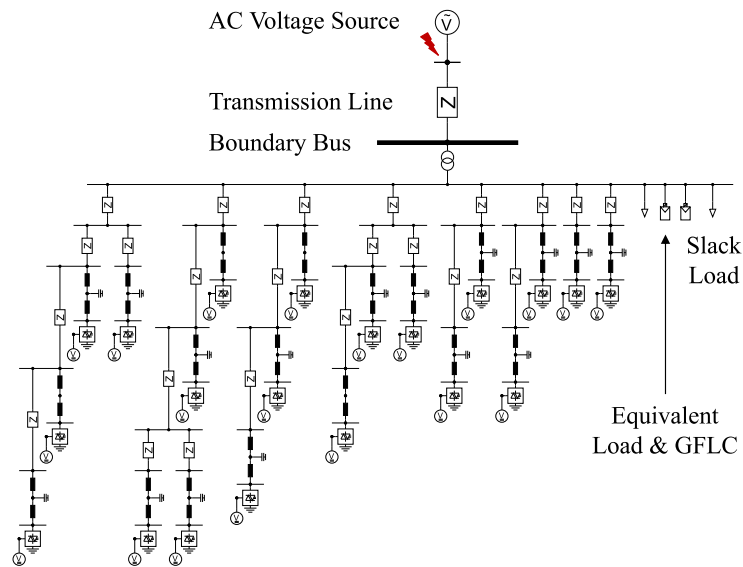 AC Voltage Source
Ṽ
Transmission Line
Z
Boundary Bus
Z Z Z Z Z Z Z Z
Z Z Z Z Z Z Z Z
Slack
Load
Z Z
Z Z
Z Z Z
Equivalent
Load & GFLC